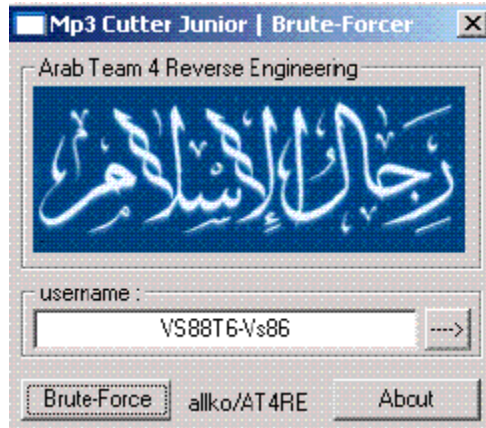 Mp3 Cutter Junior | Brute-Forcer
Arab Team 4 Reverse Engineering
رجال الإسلام
username :
VS88T6-Vs86
---->
Brute-Force
allko/AT4RE
About